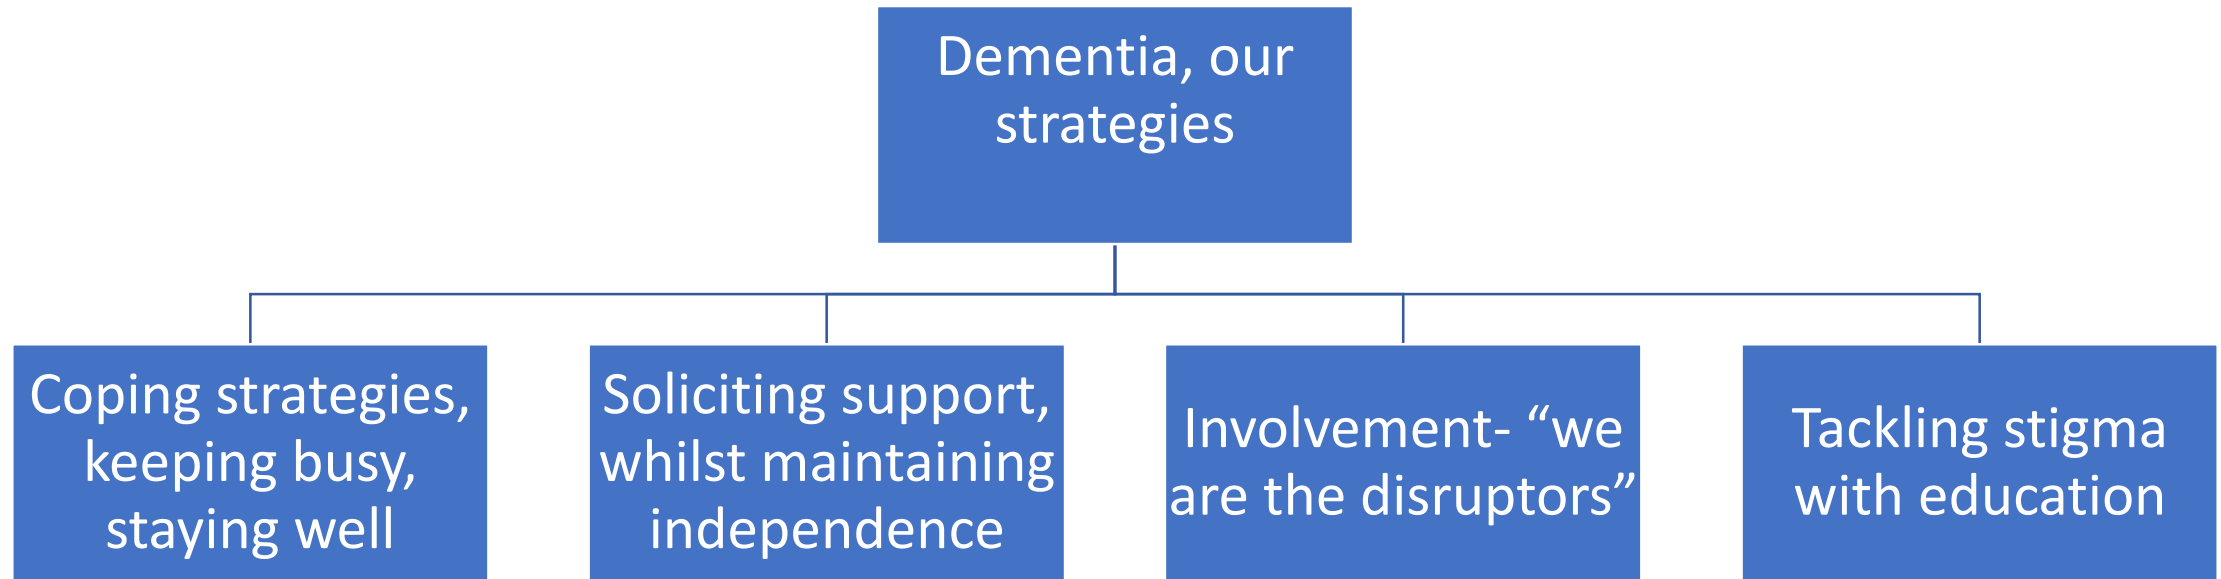 Dementia, our
strategies
Coping strategies,
keeping busy,
staying well
Soliciting support,
whilst maintaining
independence
Involvement- “we
are the disruptors”
Tackling stigma
with education